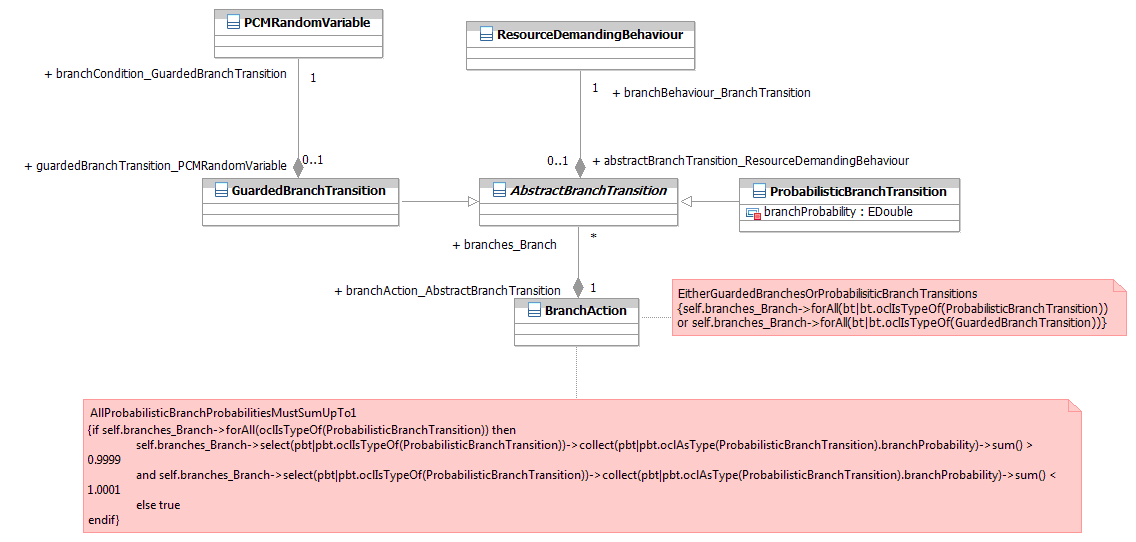 PCMRandomVariable
ResourceDemandingBehaviour
+ branchCondition_GuardedBranchTransition
1
1
+ branchBehaviour_BranchTransition
0..1
+ guardedBranchTransition_PCMRandomVariable
0..1
+ abstractBranchTransition_ResourceDemandingBehaviour
GuardedBranchTransition
AbstractBranchTransition
ProbabilisticBranchTransition
branchProbability : EDouble
+ branches_Branch
*
+ branchAction_AbstractBranchTransition
1
BranchAction
EitherGuardedBranchesOrProbabilisiticBranchTransitions
{self.branches_Branch->forAll(bt|bt.oclIsTypeOf(ProbabilisticBranchTransition))
or self.branches_Branch->forAll(bt|bt.oclIsTypeOf(GuardedBranchTransition))}
AllProbabilisticBranchProbabilitiesMustSumUpTo1
{if self.branches_Branch->forAll(oclIsTypeOf(ProbabilisticBranchTransition)) then
self.branches_Branch->select(pbt|pbt.oclIsTypeOf(ProbabilisticBranchTransition))->collect(pbt|pbt.oclAsType(ProbabilisticBranchTransition).branchProbability)->sum() >
0.9999
and self.branches_Branch->select(pbt|pbt.oclIsTypeOf(ProbabilisticBranchTransition))->collect(pbt|pbt.oclAsType(ProbabilisticBranchTransition).branchProbability)->sum() <
1.0001
else true
endif}